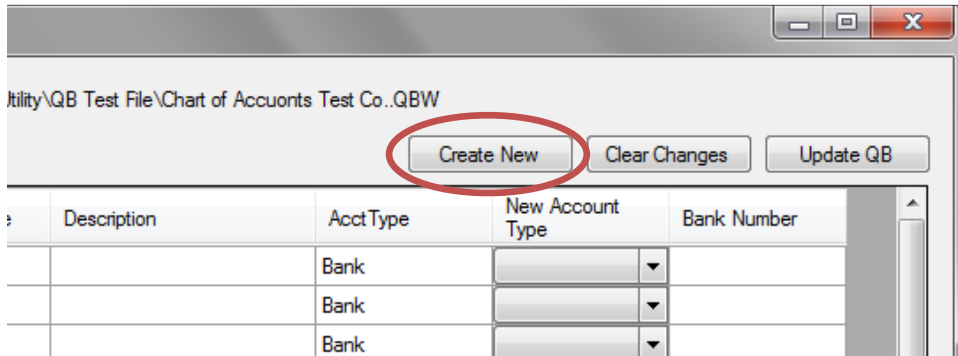 Jtility\QB Test File\Chart of Accuonts Test Co..QBW
Create New Clear Changes Update QB
e Description AcctType New Account Type Bank Number
Bank
Bank
Bank